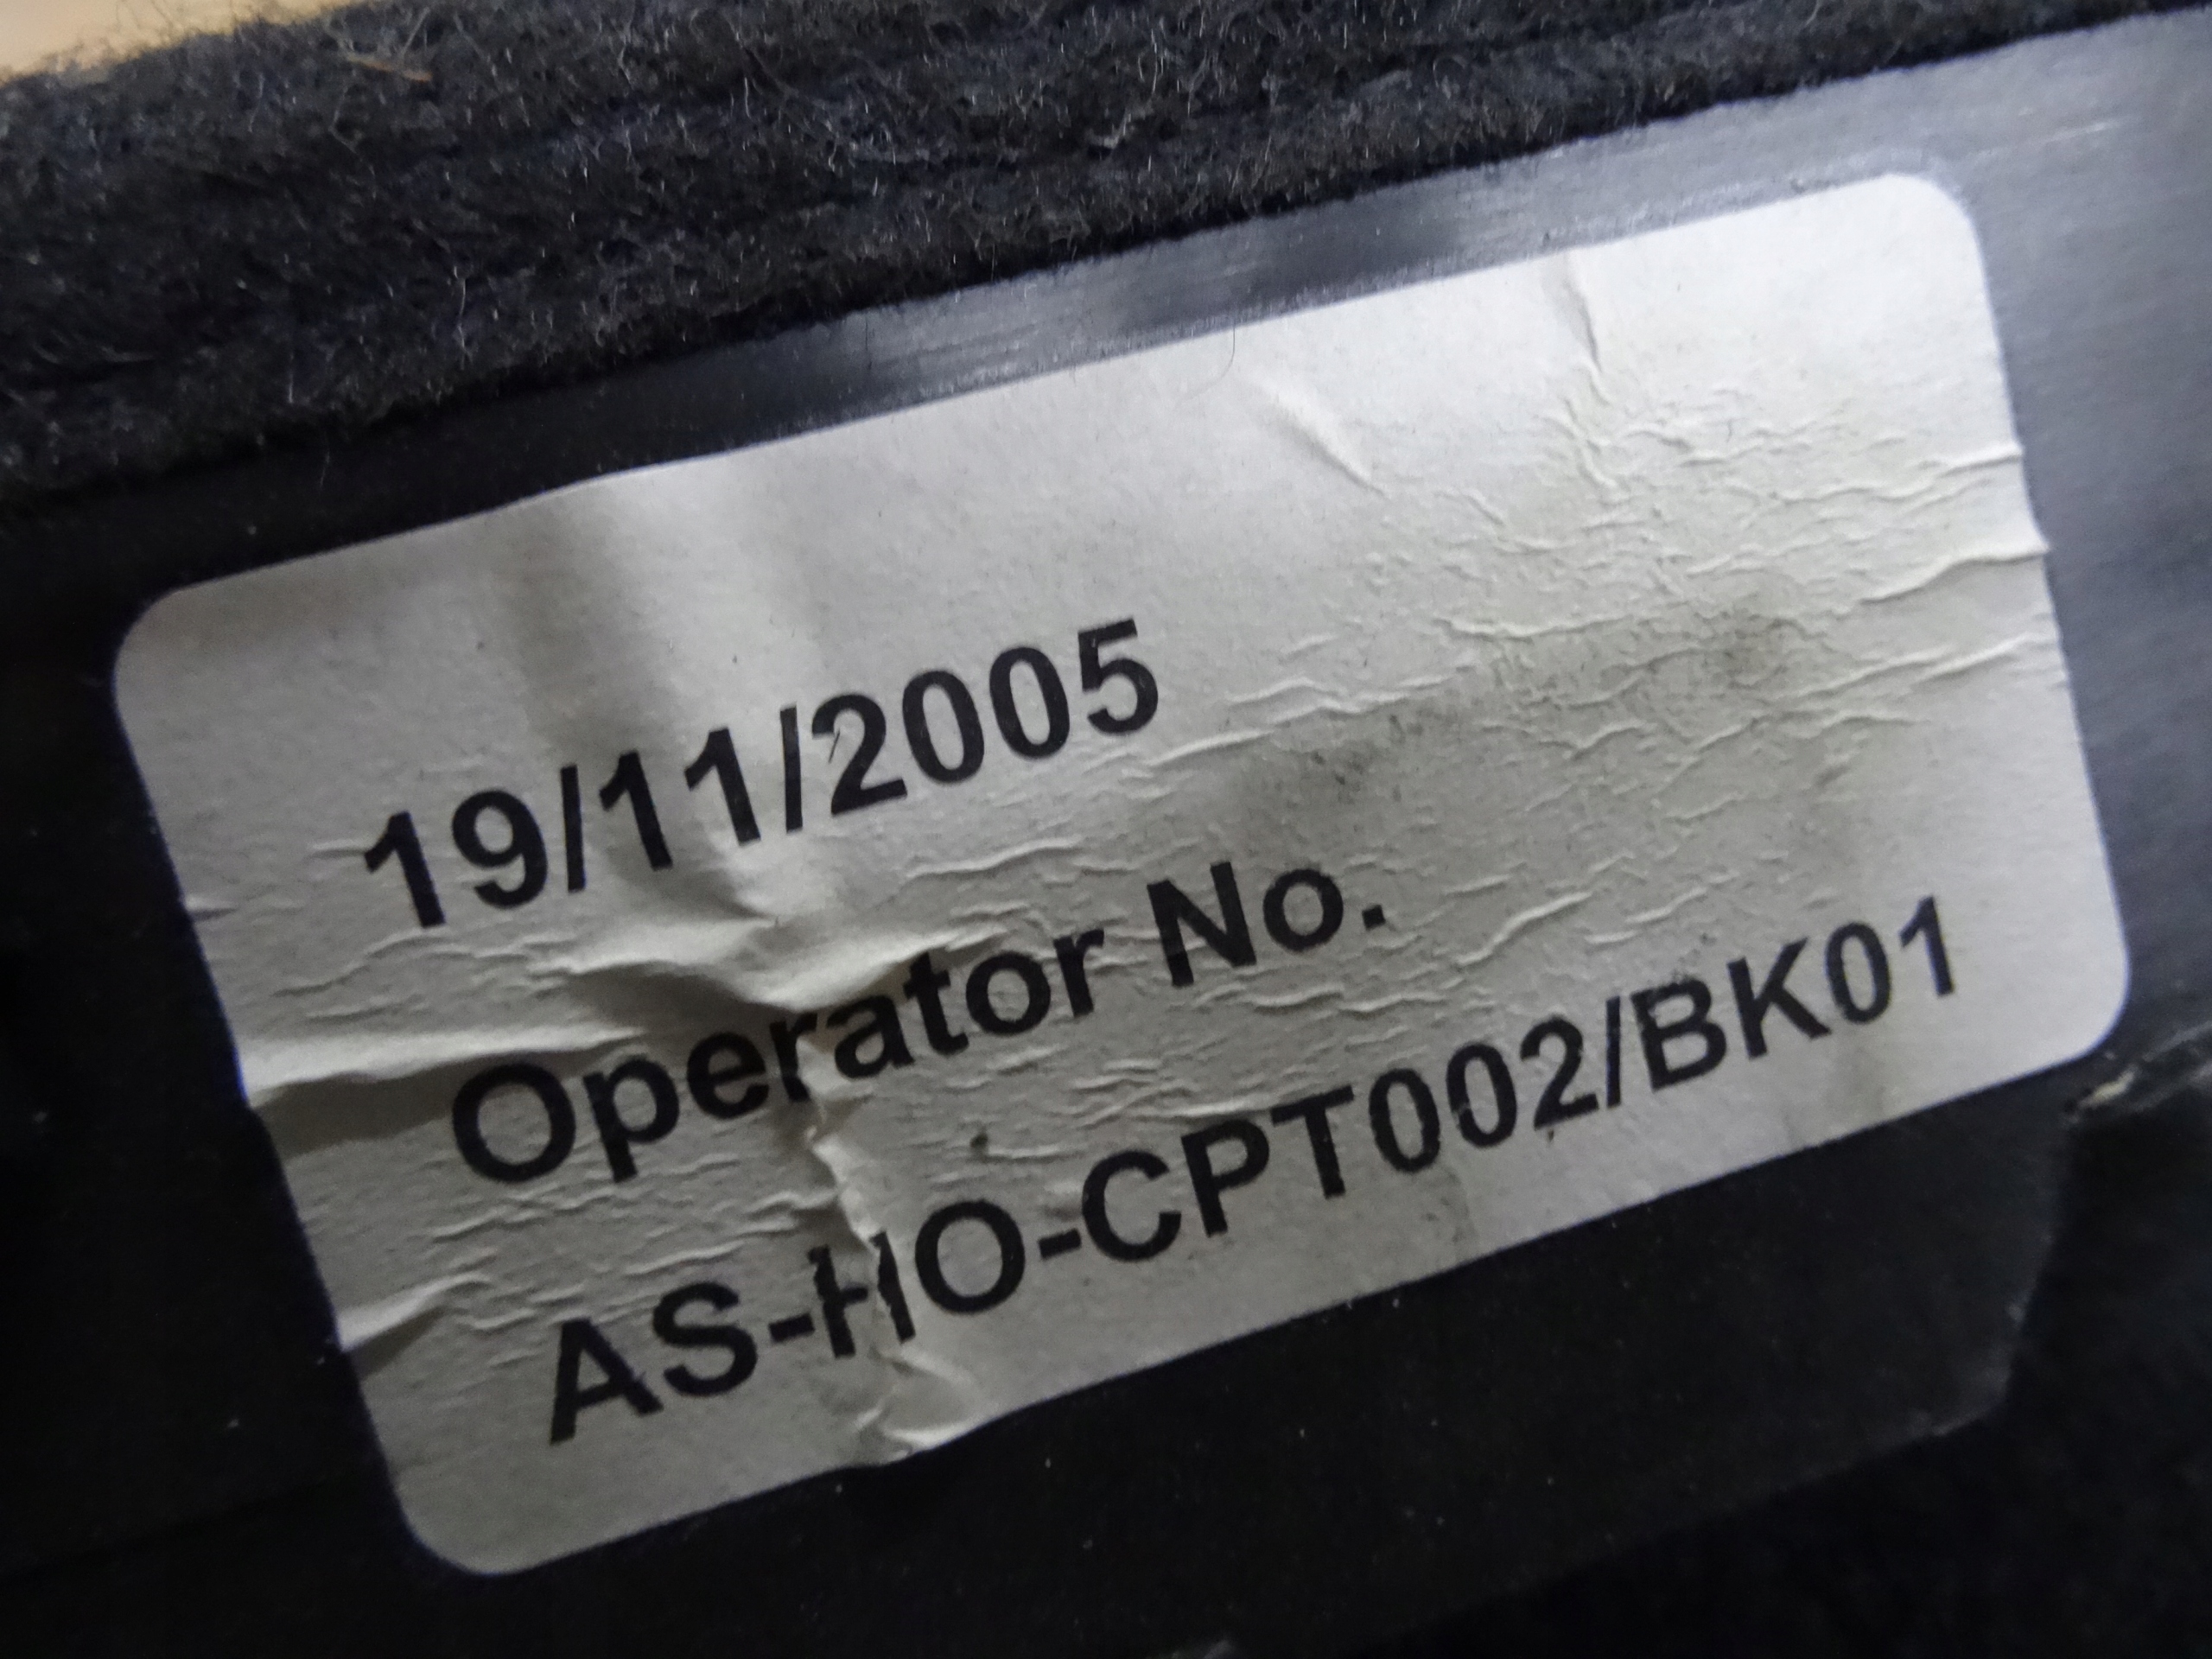 19/11/2005
Operator No.
AS-HO-CPT002/BK01